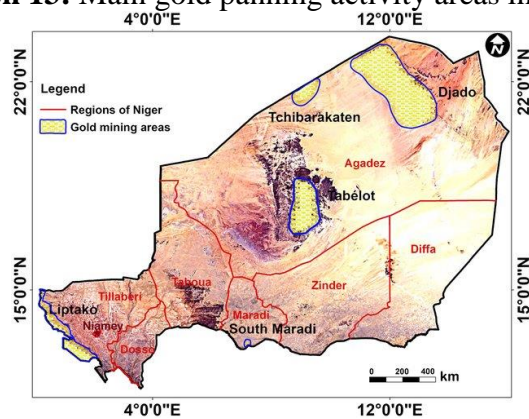 13: Main gold panning activity areas in
4°0'0"E 12°0'0"E
N
22°0'0"N
22°0'0"N
Legend
Regions of Niger
Gold mining areas
Djado
Tchibarakaten
Agadez
Tabélot
Diffa
15°0'0"N
15°0'0"N
Tahoua
Zinder
Tillaberi
Liptako
Maradi
Niamey
South Maradi
Dosso
0 200 400
km
4°0'0"E 12°0'0"E